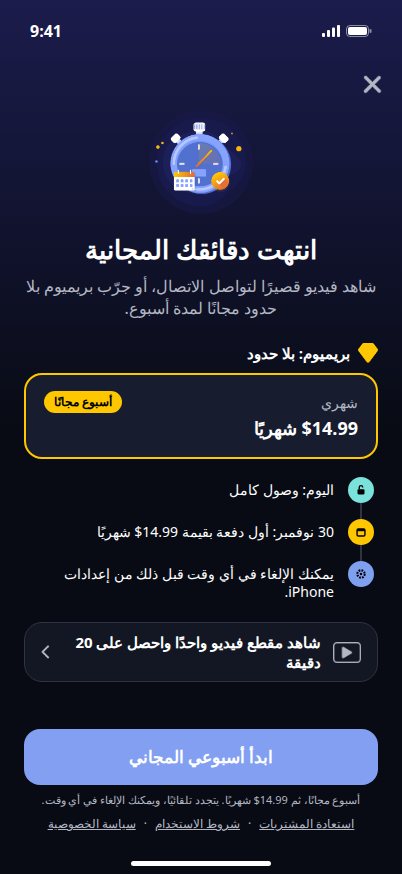 9:41
انتهت دقائقك المجانية
شاهد فيديو قصيرًا لتواصل الاتصال، أو جرّب بريميوم بلا
حدود مجانًا لمدة أسبوع.
بريميوم: بلا حدود
شهري
أسبوع مجانًا
$14.99 شهريًا
اليوم: وصول كامل
30 نوفمبر: أول دفعة بقيمة $14.99 شهريًا
يمكنك الإلغاء في أي وقت قبل ذلك من إعدادات
iPhone.
شاهد مقطع فيديو واحدًا واحصل على 20
دقيقة
ابدأ أسبوعي المجاني
أسبوع مجانًا، ثم $14.99 شهريًا. يتجدد تلقائيًا، ويمكنك الإلغاء في أي وقت.
استعادة المشتريات · شروط الاستخدام · سياسة الخصوصية